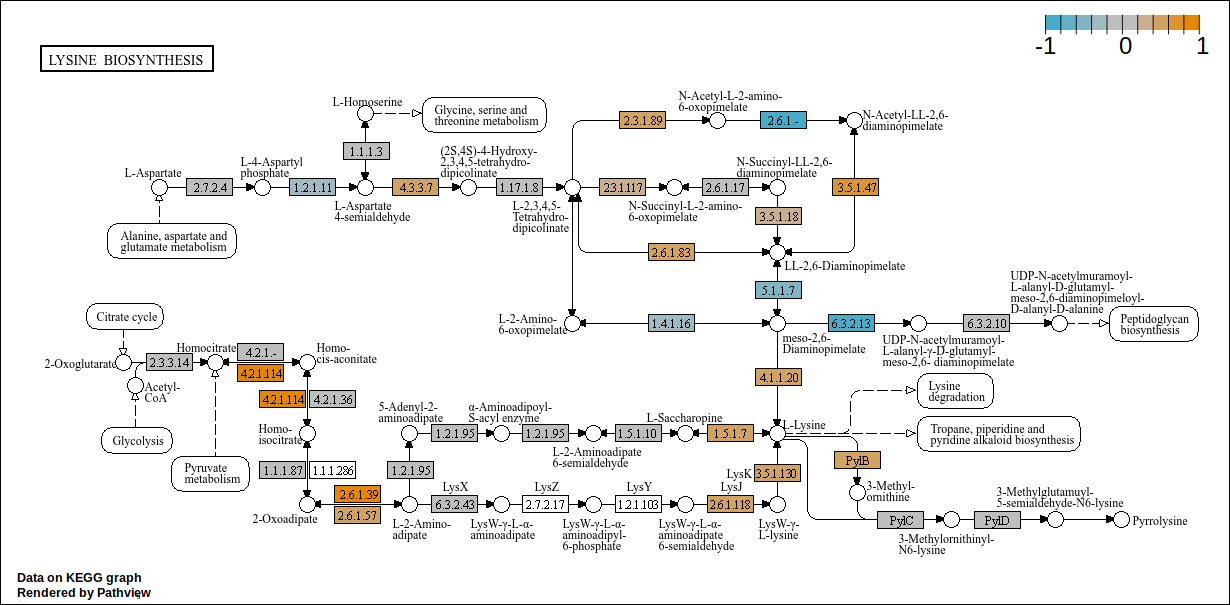 -1 0 1
LYSINE BIOSYNTHESIS
L-Homoserine
Glycine, serine and
threonine metabolism
N-Acetyl-L-2-amino-
6-oxopimelate
2.3.1.89
2.6.1.-
N-Acetyl-LL-2,6-
diaminopimelate
1.1.1.3
(2S,4S)-4-Hydroxy-
2,3,4,5-tetrahydro-
dipicolinate
N-Succinyl-LL-2,6-
diaminopimelate
L-Aspartate
L-4-Aspartyl
phosphate
2.7.2.4
1.2.1.11
4.3.3.7
1.17.1.8
2.3.1.117
2.6.1.17
3.5.1.47
L-Aspartate
4-semialdehyde
L-2,3,4,5-
Tetrahydro-
dipicolinate
N-Succinyl-L-2-amino-
6-oxopimelate
3.5.1.18
Alanine, aspartate and
glutamate metabolism
2.6.1.83
LL-2,6-Diaminopimelate
5.1.1.7
UDP-N-acetylmuramoyl-
L-alanyl-D-glutamyl-
meso-2,6-diaminopimeloyl-
D-alanyl-D-alanine
Citrate cycle
L-2-Amino-
6-oxopimelate
1.4.1.16
6.3.2.13
6.3.2.10
Peptidoglycan
biosynthesis
meso-2,6-
Diaminopimelate
UDP-N-acetylmuramoyl-
L-alanyl-γ-D-glutamyl-
meso-2,6- diaminopimelate
2-Oxoglutarate
2.3.3.14
Homocitrate
4.2.1.-
4.2.1.114
Homo-
cis-aconitate
Acetyl-
CoA
4.1.1.20
Lysine
degradation
4.2.1.114
4.2.1.36
5-Adenyl-2-
aminoadipate
α-Aminoadipoyl-
S-acyl enzyme
L-Saccharopine
L-Lysine
Glycolysis
Homo-
isocitrate
1.2.1.95
1.2.1.95
1.5.1.10
1.5.1.7
Tropane, piperidine and
pyridine alkaloid biosynthesis
L-2-Aminoadipate
6-semialdehyde
PylB
Pyruvate
metabolism
1.1.1.87
1.1.1.286
1.2.1.95
LysK
3.5.1.130
LysX
LysZ
LysY
LysJ
3-Methyl-
ornithine
2.6.1.39
2.6.1.57
6.3.2.43
2.7.2.17
1.2.1.103
2.6.1.118
3-Methylglutamuyl-
5-semialdehyde-N6-lysine
2-Oxoadipate
L-2-Amino-
adipate
LysW-γ-L-α-
aminoadipate
LysW-γ-L-α-
aminoadipyl-
6-phosphate
LysW-γ-L-α-
aminoadipate
6-semialdehyde
LysW-γ-
L-lysine
PylC
PylD
Pyrrolysine
3-Methylornithinyl-
N6-lysine
Data on KEGG graph
Rendered by Pathview